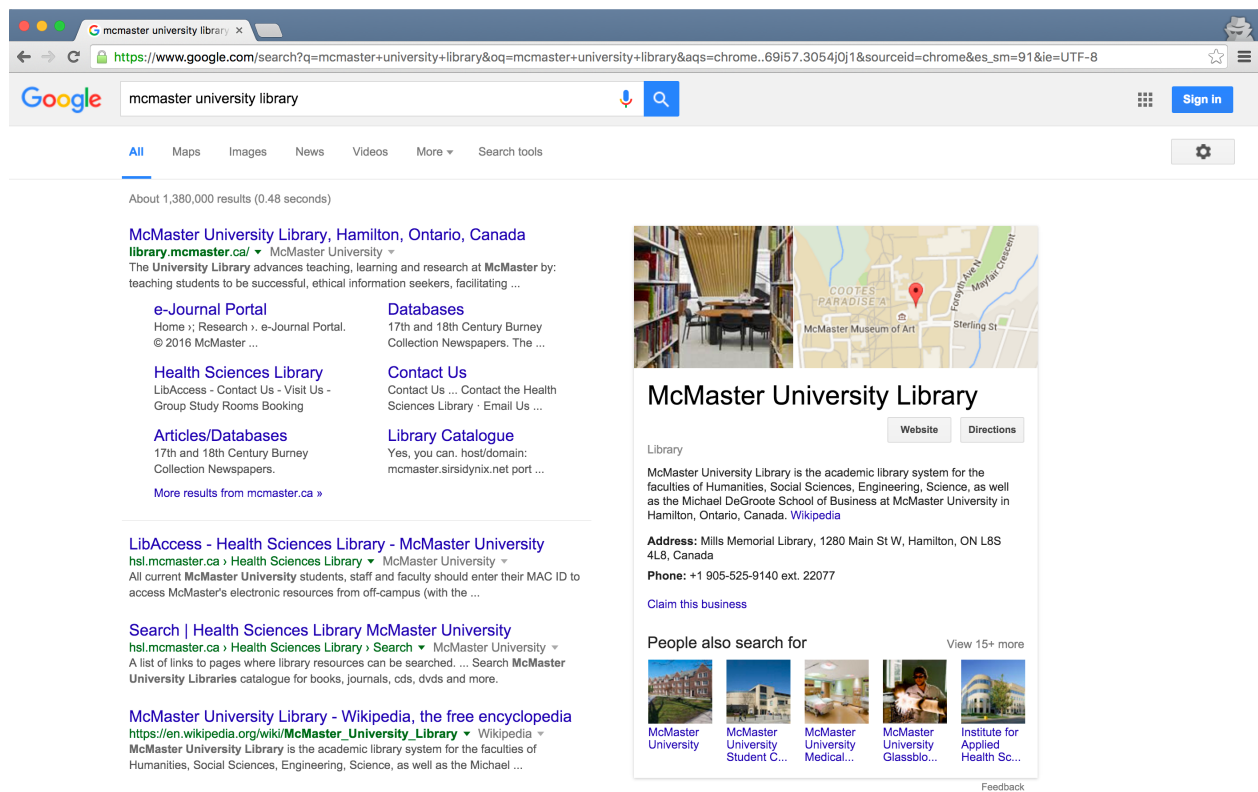 mcmaster university library ×
https://www.google.com/search?q=mcmaster+university+library&oq=mcmaster+university+library&aqs=chrome..69i57.3054j0j1&sourceid=chrome&es_sm=91&ie=UTF-8
Google
mcmaster university library
Sign in
All Maps Images News Videos More Search tools
About 1,380,000 results (0.48 seconds)
McMaster University Library, Hamilton, Ontario, Canada
library.mcmaster.ca/ McMaster University
The University Library advances teaching, learning and research at McMaster by:
teaching students to be successful, ethical information seekers, facilitating ...
e-Journal Portal
Home ›; Research ›. e-Journal Portal.
© 2016 McMaster ...
Databases
17th and 18th Century Burney
Collection Newspapers. The ...
Health Sciences Library
LibAccess - Contact Us - Visit Us -
Group Study Rooms Booking
Contact Us
Contact Us ... Contact the Health
Sciences Library · Email Us ...
Articles/Databases
17th and 18th Century Burney
Collection Newspapers.
Library Catalogue
Yes, you can. host/domain:
mcmaster.sirsidynix.net port ...
More results from mcmaster.ca »
LibAccess - Health Sciences Library - McMaster University
hsl.mcmaster.ca › Health Sciences Library McMaster University
All current McMaster University students, staff and faculty should enter their MAC ID to
access McMaster's electronic resources from off-campus (with the ...
Search | Health Sciences Library McMaster University
hsl.mcmaster.ca › Health Sciences Library › Search McMaster University
A list of links to pages where library resources can be searched. ... Search McMaster
University Libraries catalogue for books, journals, cds, dvds and more.
McMaster University Library - Wikipedia, the free encyclopedia
https://en.wikipedia.org/wiki/McMaster_University_Library Wikipedia
McMaster University Library is the academic library system for the faculties of
Humanities, Social Sciences, Engineering, Science, as well as the Michael ...
COOTES
PARADISE 'A'
McMaster Museum of Art
Forsyth Ave N
Mayfair Crescent
Sterling St
McMaster University Library
Website Directions
Library
McMaster University Library is the academic library system for the
faculties of Humanities, Social Sciences, Engineering, Science, as well
as the Michael DeGroote School of Business at McMaster University in
Hamilton, Ontario, Canada. Wikipedia
Address: Mills Memorial Library, 1280 Main St W, Hamilton, ON L8S
4L8, Canada
Phone: +1 905-525-9140 ext. 22077
Claim this business
People also search for View 15+ more
McMaster
University
McMaster
University
Student C...
McMaster
University
Medical...
McMaster
University
Glassblo...
Institute for
Applied
Health Sc...
Feedback